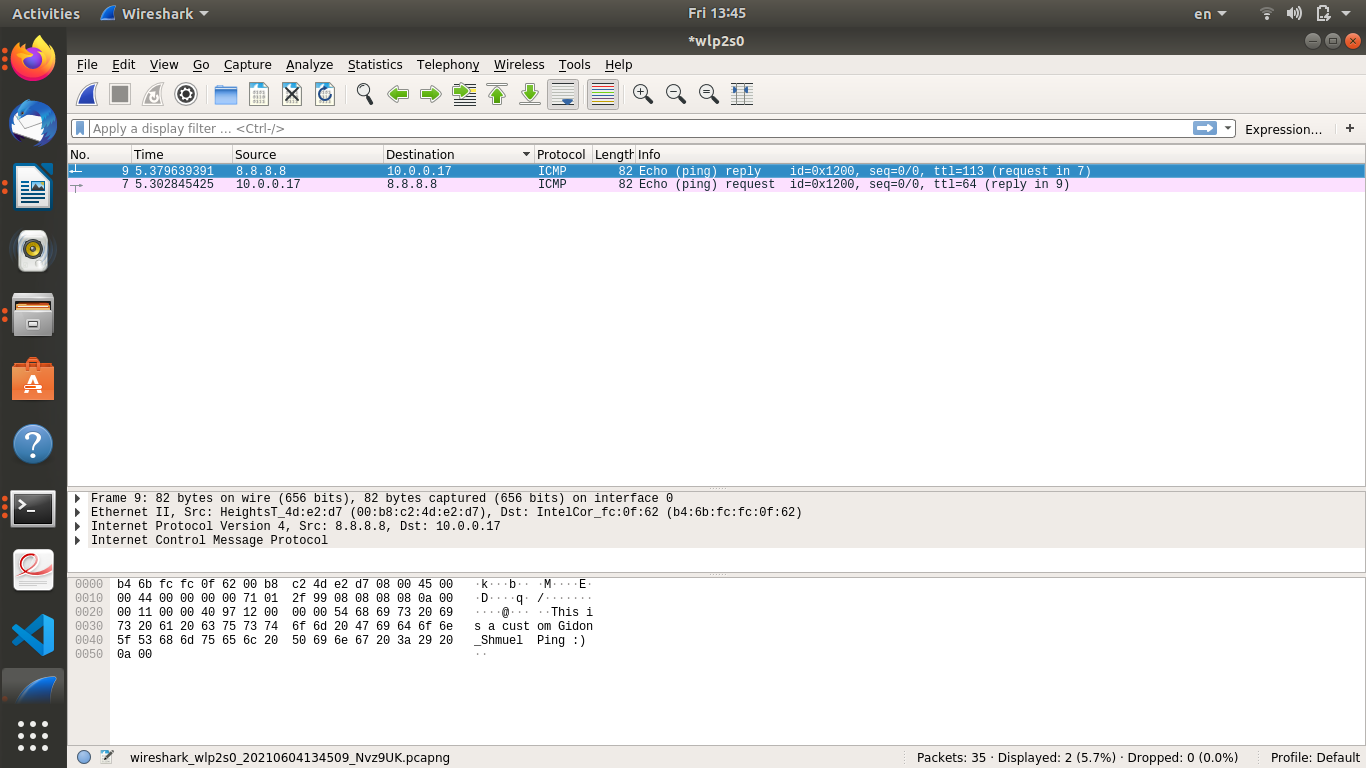 Activities Wireshark Fri 13:45 en
*wlp2s0
File Edit View Go Capture Analyze Statistics Telephony Wireless Tools Help
Apply a display filter ... <Ctrl-/> Expression... +
No. Time Source Destination Protocol Length Info
9 5.379639391 8.8.8.8 10.0.0.17 ICMP 82 Echo (ping) reply id=0x1200, seq=0/0, ttl=113 (request in 7)
7 5.302845425 10.0.0.17 8.8.8.8 ICMP 82 Echo (ping) request id=0x1200, seq=0/0, ttl=64 (reply in 9)
Frame 9: 82 bytes on wire (656 bits), 82 bytes captured (656 bits) on interface 0
Ethernet II, Src: HeightsT_4d:e2:d7 (00:b8:c2:4d:e2:d7), Dst: IntelCor_fc:0f:62 (b4:6b:fc:fc:0f:62)
Internet Protocol Version 4, Src: 8.8.8.8, Dst: 10.0.0.17
Internet Control Message Protocol
0000 b4 6b fc fc 0f 62 00 b8 c2 4d e2 d7 08 00 45 00 ·k···b·· ·M····E·
0010 00 44 00 00 00 00 71 01 2f 99 08 08 08 08 0a 00 ·D····q· /·······
0020 00 11 00 00 40 97 12 00 00 00 54 68 69 73 20 69 ····@··· ··This i
0030 73 20 61 20 63 75 73 74 6f 6d 20 47 69 64 6f 6e s a cust om Gidon
0040 5f 53 68 6d 75 65 6c 20 50 69 6e 67 20 3a 29 20 _Shmuel Ping :)
0050 0a 00 ··
wireshark_wlp2s0_20210604134509_Nvz9UK.pcapng Packets: 35 · Displayed: 2 (5.7%) · Dropped: 0 (0.0%) Profile: Default